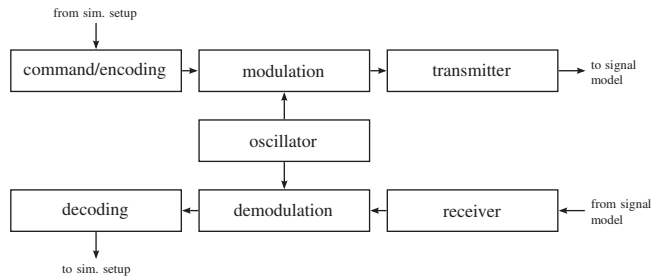 from sim. setup
command/encoding
modulation
transmitter
to signal
model
oscillator
decoding
demodulation
receiver
from signal
model
to sim. setup